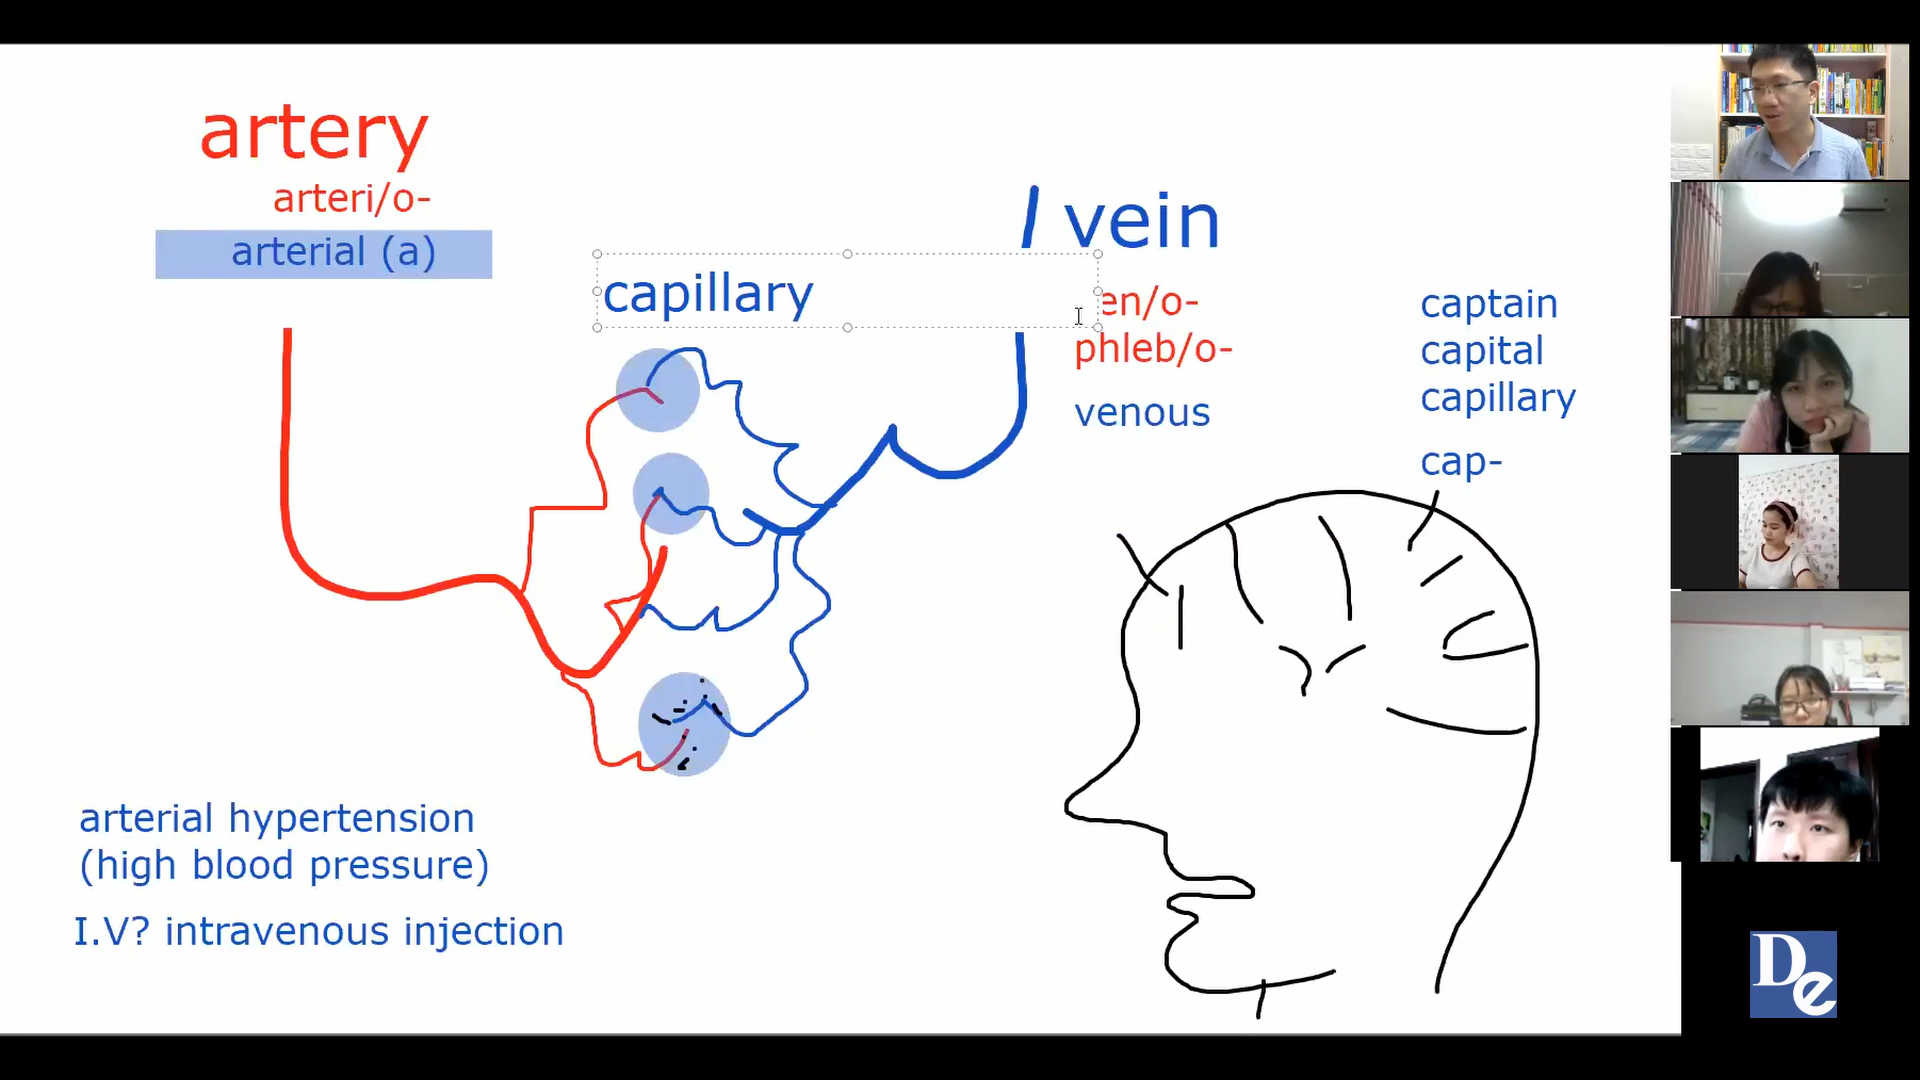 artery
arteri/o-
arterial (a)
capillary
vein
en/o-
phleb/o-
venous
captain
capital
capillary
cap-
arterial hypertension
(high blood pressure)
I.V? intravenous injection
De